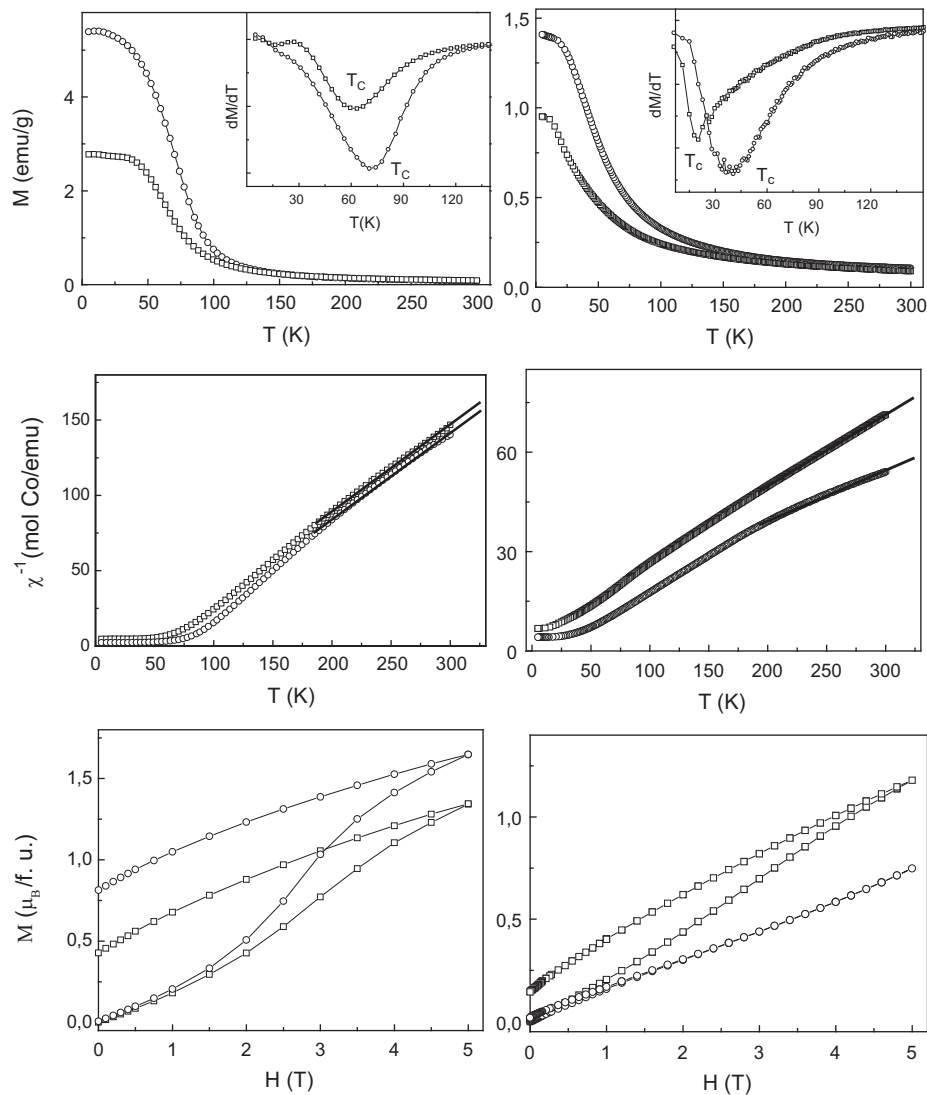 M (emu/g)
4
2
0
0 50 100 150 200 250 300
T (K)
dM/dT
T_C
T_C
30 60 90 120
T(K)
1,5
1,0
0,5
0,0
0 50 100 150 200 250 300
T (K)
dM/dT
T_C
T_C
30 60 90 120
T (K)
χ⁻¹ (mol Co/emu)
150
100
50
0
0 50 100 150 200 250 300
T (K)
60
30
0
0 50 100 150 200 250 300
T (K)
M (μ_B/f. u.)
1,5
1,0
0,5
0,0
0 1 2 3 4 5
H (T)
1.0
0.5
0.0
0 1 2 3 4 5
H (T)